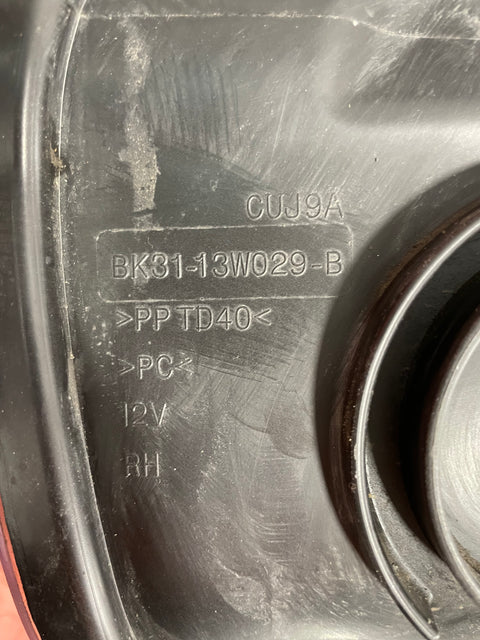 CUJ9A
BK31-13W029-B
>PP TD40<
>PC<
12V
RH